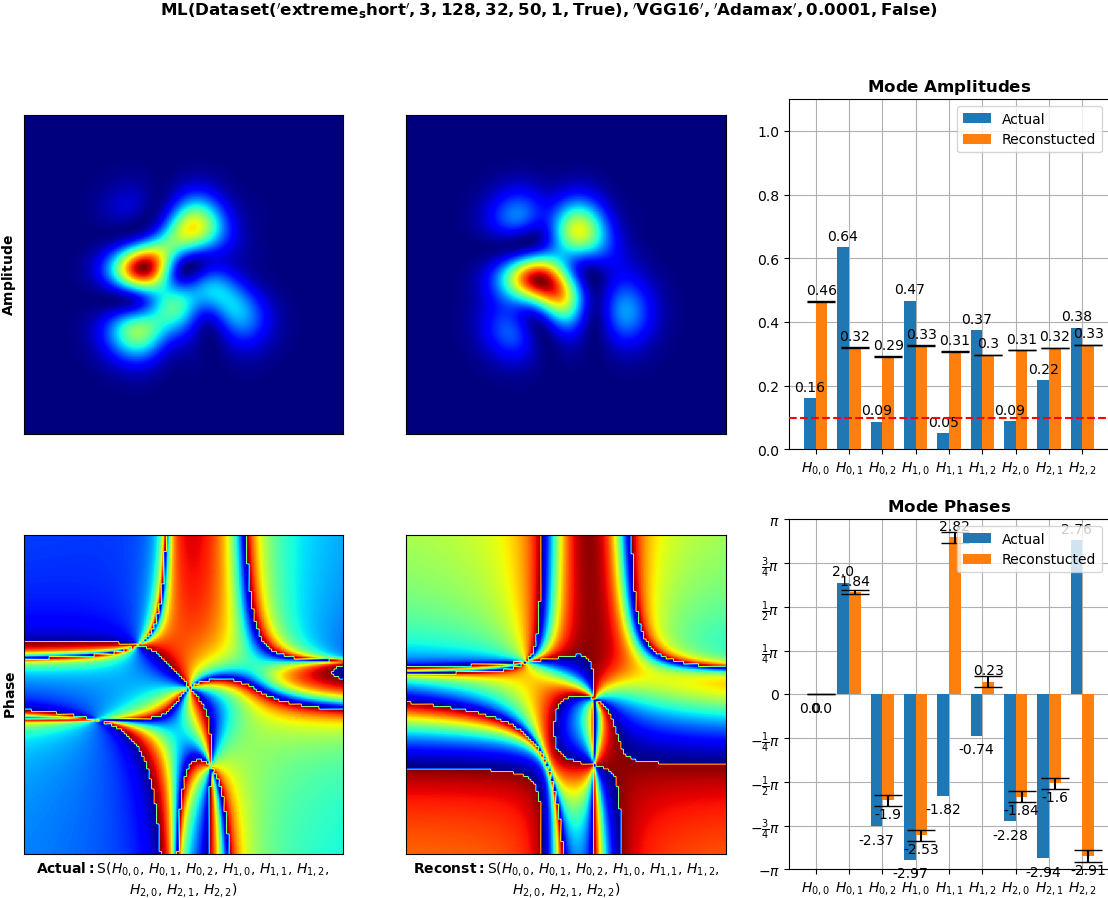 ML(Dataset('extreme_short', 3, 128, 32, 50, 1, True), 'VGG16', 'Adamax', 0.0001, False)
Amplitude
Mode Amplitudes
Actual
Reconstucted
1.0
0.8
0.6
0.4
0.2
0.0
0.16
0.46
0.64
0.32
0.09
0.29
0.47
0.33
0.05
0.31
0.37
0.3
0.09
0.31
0.22
0.32
0.38
0.33
H0,0 H0,1 H0,2 H1,0 H1,1 H1,2 H2,0 H2,1 H2,2
Phase
Actual: S(H0,0, H0,1, H0,2, H1,0, H1,1, H1,2,
H2,0, H2,1, H2,2)
Reconst: S(H0,0, H0,1, H0,2, H1,0, H1,1, H1,2,
H2,0, H2,1, H2,2)
Mode Phases
Actual
Reconstucted
π
3/4π
1/2π
1/4π
0
−1/4π
−1/2π
−3/4π
−π
0.0
0.0
2.0
1.84
-2.37
-1.9
-2.97
-2.53
-1.82
2.82
-0.74
0.23
-2.28
-1.84
-2.94
-1.6
2.76
-2.91
H0,0 H0,1 H0,2 H1,0 H1,1 H1,2 H2,0 H2,1 H2,2